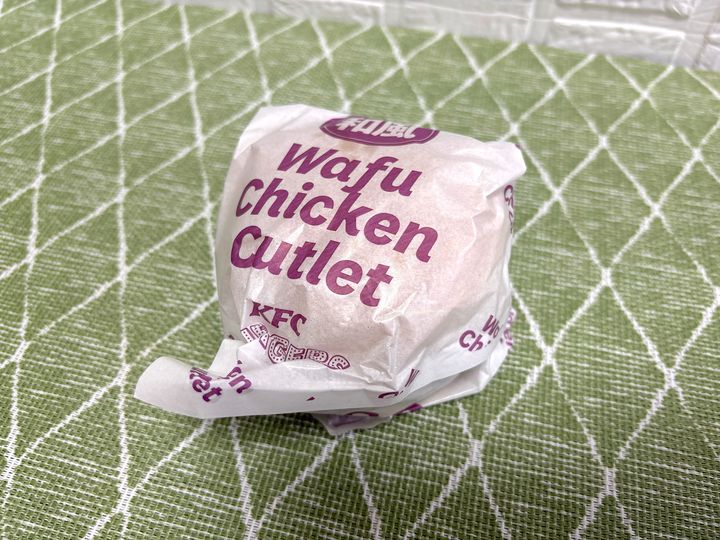 和風
Wafu
Chicken
Cutlet
KFC